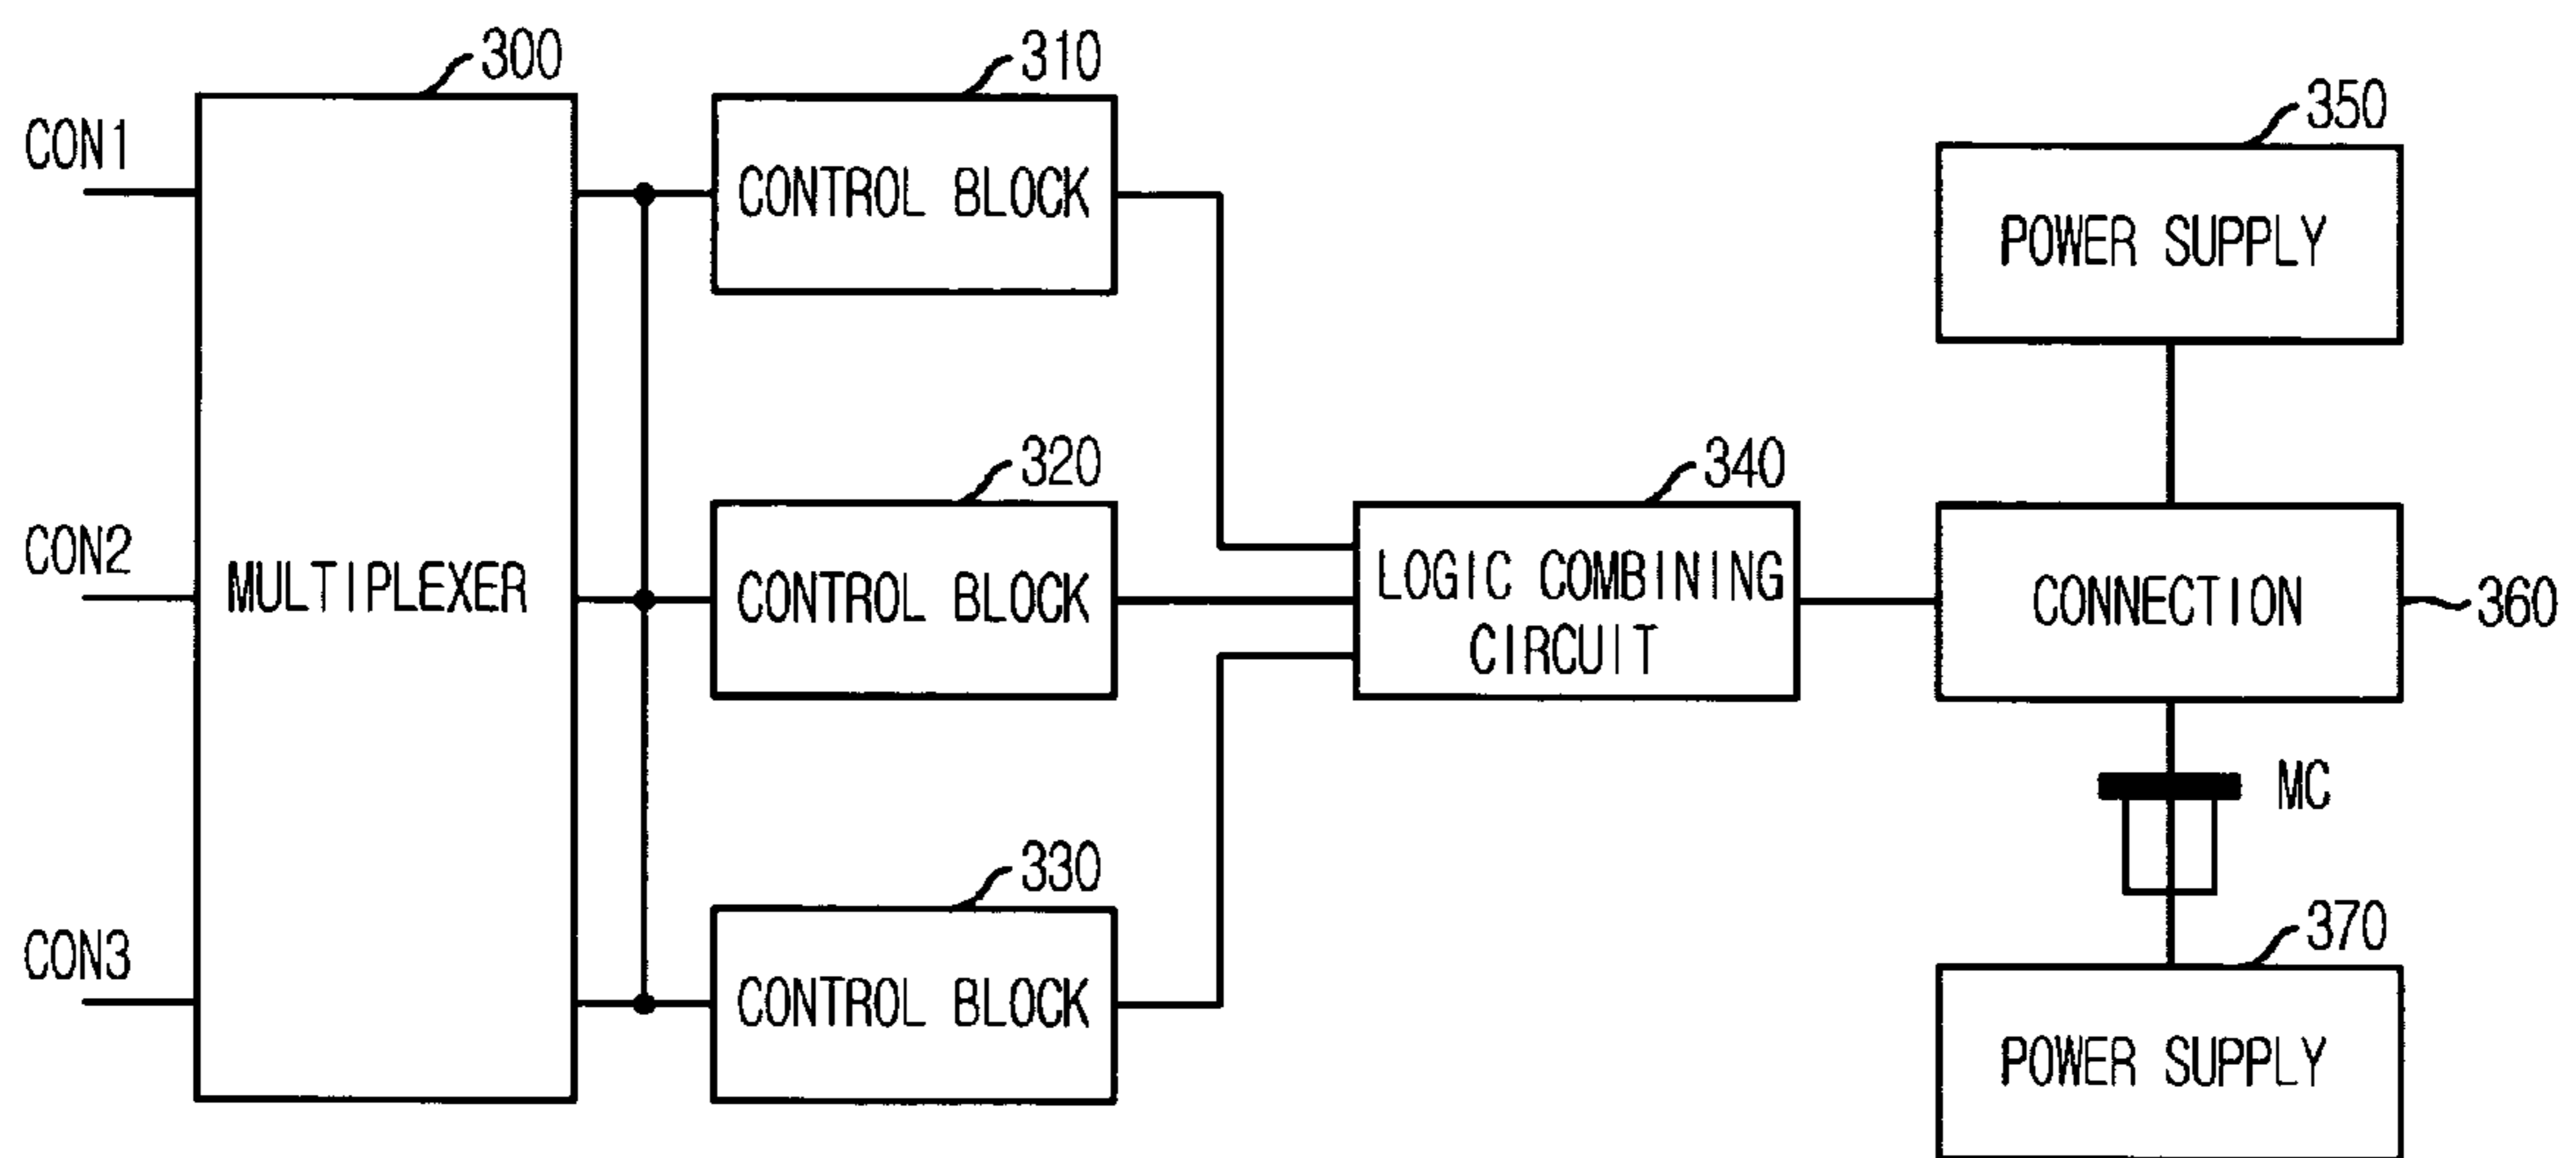 300
310
350
CON1
CONTROL BLOCK
POWER SUPPLY
320
340
CON2
MULTIPLEXER
CONTROL BLOCK
LOGIC COMBINING
CIRCUIT
CONNECTION
360
MC
330
370
CON3
CONTROL BLOCK
POWER SUPPLY